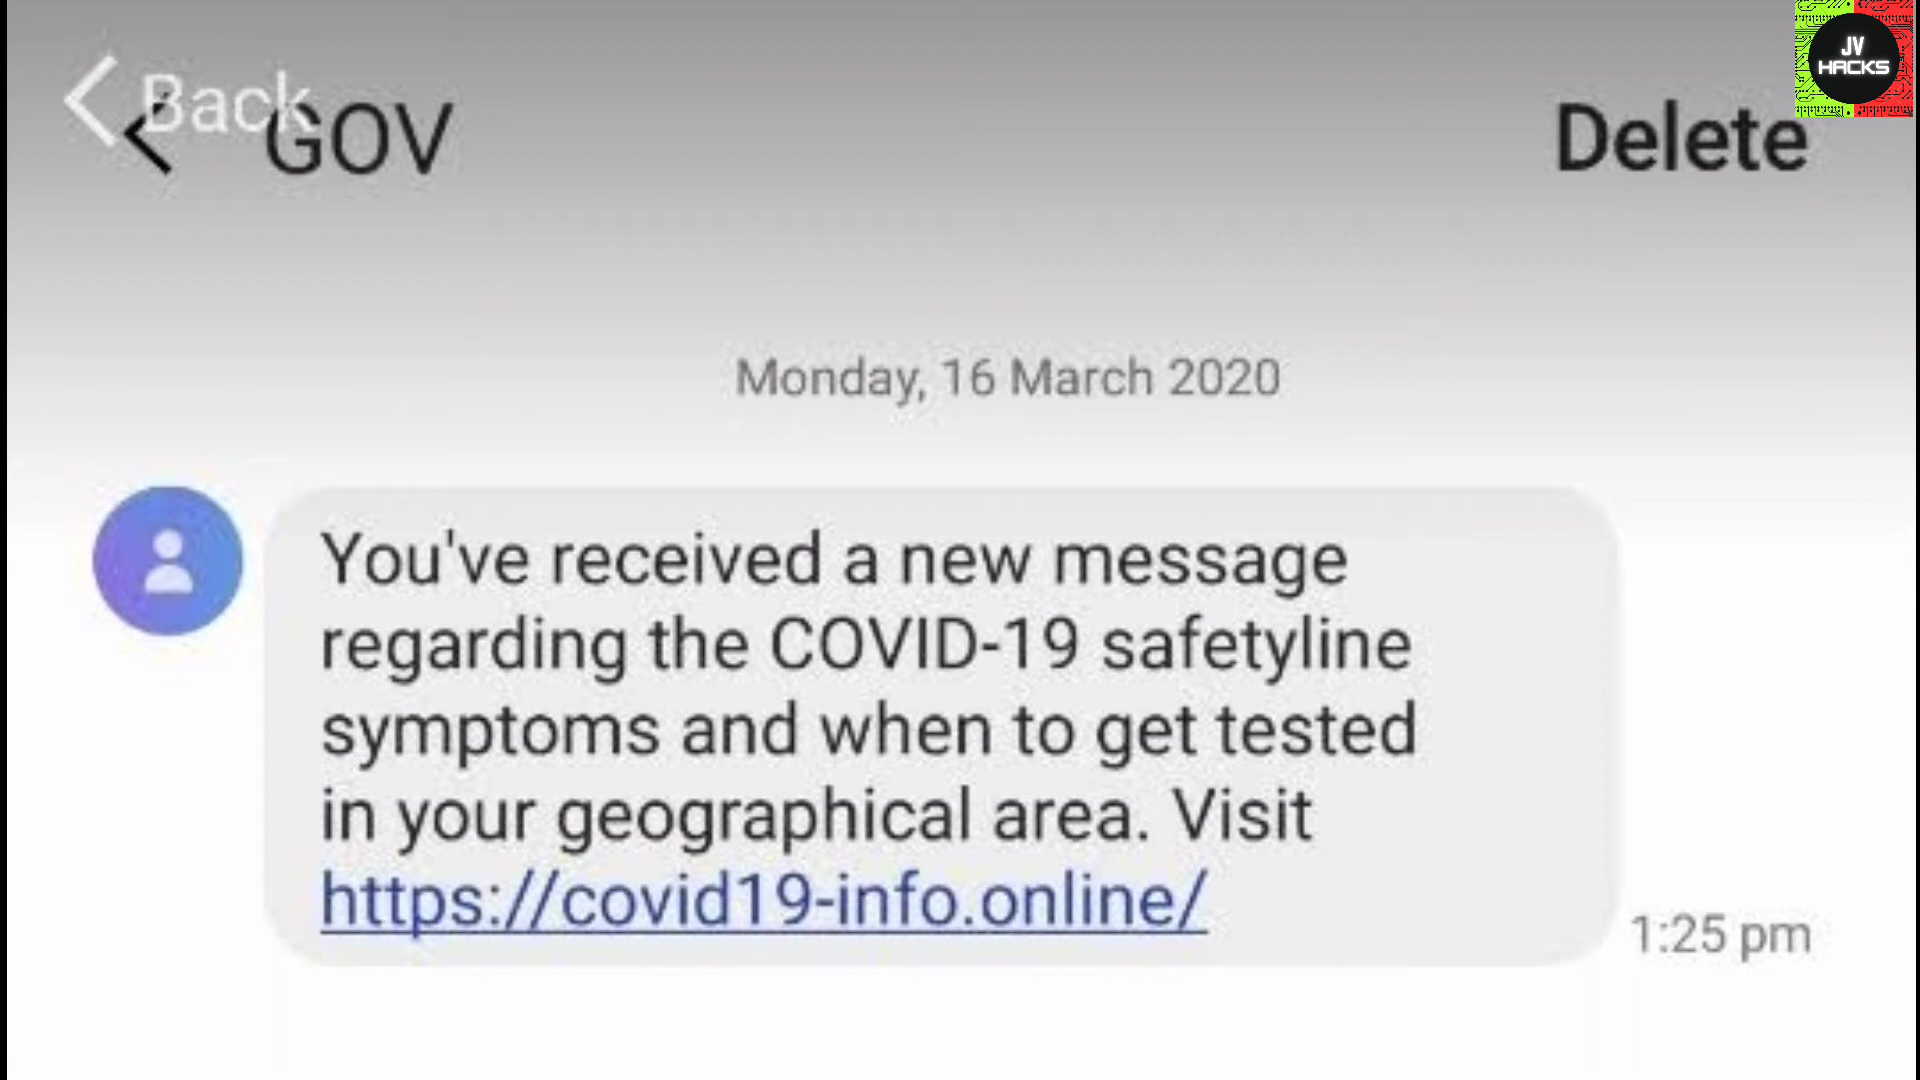 Back
GOV
Delete
JV
HACKS
Monday, 16 March 2020
You've received a new message
regarding the COVID-19 safetyline
symptoms and when to get tested
in your geographical area. Visit
https://covid19-info.online/
1:25 pm